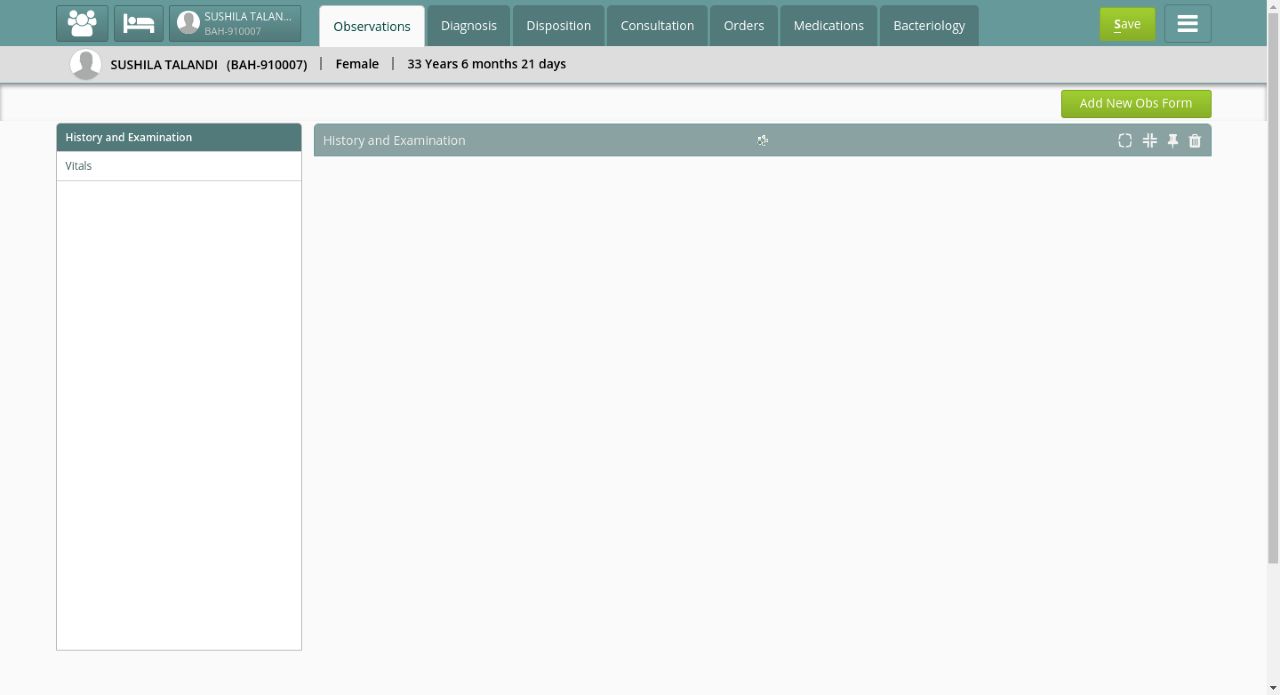 SUSHILA TALAN...
BAH-910007
Observations
Diagnosis
Disposition
Consultation
Orders
Medications
Bacteriology
Save
SUSHILA TALANDI (BAH-910007) | Female | 33 Years 6 months 21 days
Add New Obs Form
History and Examination
Vitals
History and Examination